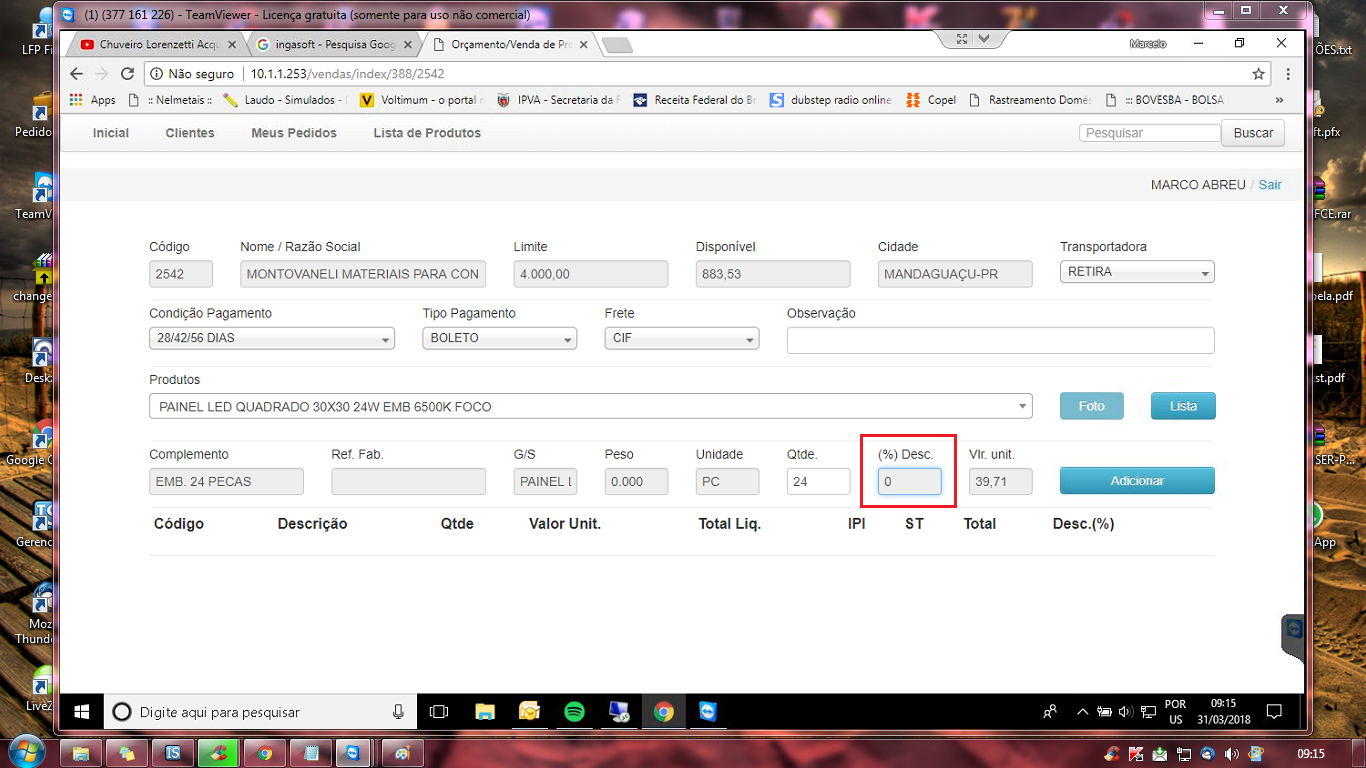 (1) (377 161 226) - TeamViewer - Licença gratuita (somente para uso não comercial)
Chuveiro Lorenzetti Acqu
ingasoft - Pesquisa Goog
Orçamento/Venda de Pro
Marcelo
Não seguro
10.1.1.253/vendas/index/388/2542
Apps
:: Nelmetais ::
Laudo - Simulados -
Voltimum - o portal
IPVA - Secretaria da F
Receita Federal do Br
dubstep radio online
Copel
Rastreamento Domés
::: BOVESBA - BOLSA
»
Inicial
Clientes
Meus Pedidos
Lista de Produtos
Pesquisar
Buscar
MARCO ABREU / Sair
Código
Nome / Razão Social
Limite
Disponível
Cidade
Transportadora
2542
MONTOVANELI MATERIAIS PARA CON
4.000,00
883,53
MANDAGUAÇU-PR
RETIRA
Condição Pagamento
Tipo Pagamento
Frete
Observação
28/42/56 DIAS
BOLETO
CIF
Produtos
PAINEL LED QUADRADO 30X30 24W EMB 6500K FOCO
Foto
Lista
Complemento
Ref. Fab.
G/S
Peso
Unidade
Qtde.
(%) Desc.
Vlr. unit.
EMB. 24 PECAS
PAINEL L
0.000
PC
24
0
39,71
Adicionar
Código
Descrição
Qtde
Valor Unit.
Total Liq.
IPI
ST
Total
Desc.(%)
Digite aqui para pesquisar
POR
US
09:15
31/03/2018
LFP Fi
Pedido
TeamV
change
Desk
Google C
Gerenc
Moz
Thund
LiveZ
ÕES.txt
ft.pfx
FCE.rar
pela.pdf
st.pdf
SER-P...
App
09:15